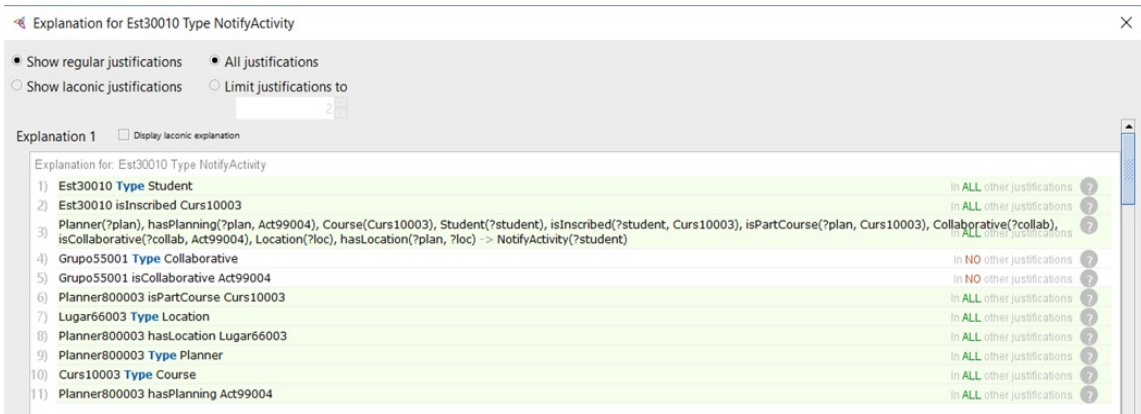 Explanation for Est30010 Type NotifyActivity
Show regular justifications All justifications
Show laconic justifications Limit justifications to
2
Explanation 1 Display laconic explanation
Explanation for: Est30010 Type NotifyActivity
1) Est30010 Type Student In ALL other justifications ?
2) Est30010 isInscribed Curs10003 In ALL other justifications ?
3) Planner(?plan), hasPlanning(?plan, Act99004), Course(Curs10003), Student(?student), isInscribed(?student, Curs10003), isPartCourse(?plan, Curs10003), Collaborative(?collab),
isCollaborative(?collab, Act99004), Location(?loc), hasLocation(?plan, ?loc) -> NotifyActivity(?student) In ALL other justifications ?
4) Grupo55001 Type Collaborative In NO other justifications ?
5) Grupo55001 isCollaborative Act99004 In NO other justifications ?
6) Planner800003 isPartCourse Curs10003 In ALL other justifications ?
7) Lugar66003 Type Location In ALL other justifications ?
8) Planner800003 hasLocation Lugar66003 In ALL other justifications ?
9) Planner800003 Type Planner In ALL other justifications ?
10) Curs10003 Type Course In ALL other justifications ?
11) Planner800003 hasPlanning Act99004 In ALL other justifications ?